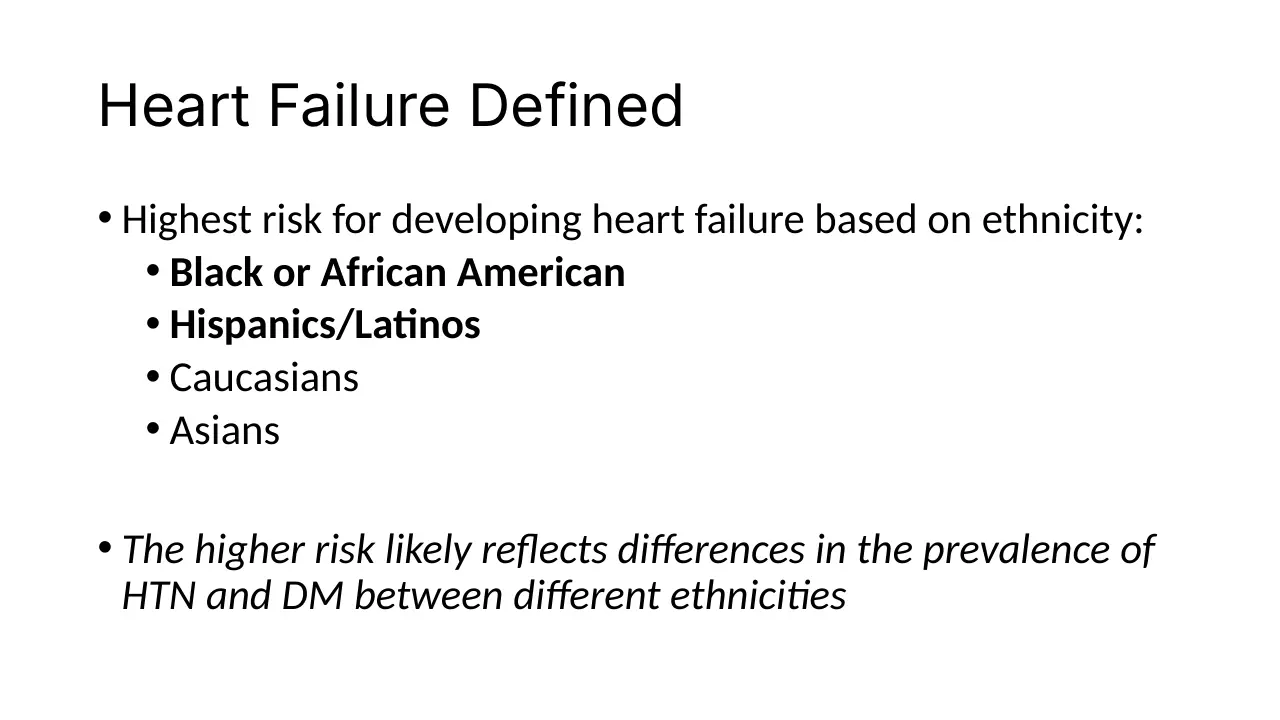 Heart Failure Defined
• Highest risk for developing heart failure based on ethnicity:
• Black or African American
• Hispanics/Latinos
• Caucasians
• Asians
• The higher risk likely reflects differences in the prevalence of
HTN and DM between different ethnicities